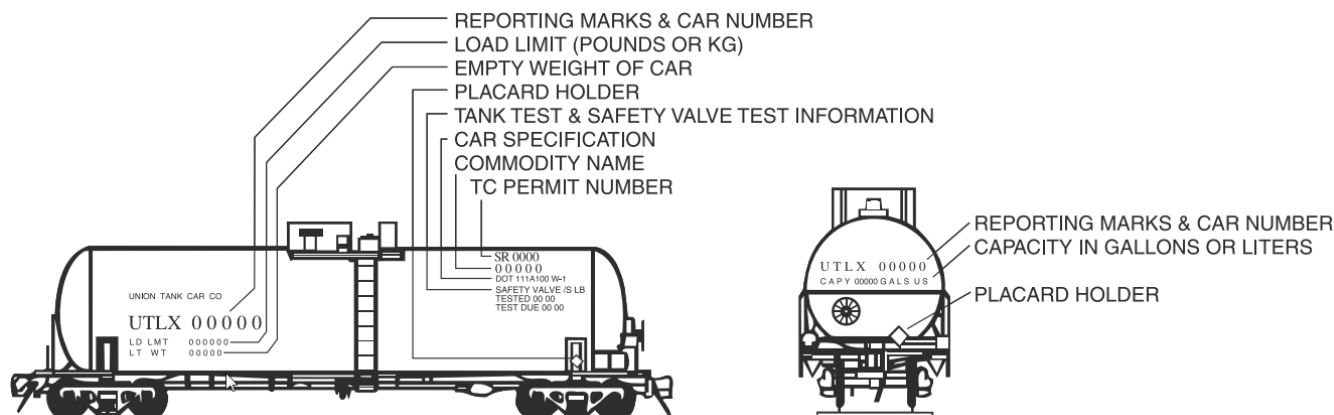 REPORTING MARKS & CAR NUMBER
LOAD LIMIT (POUNDS OR KG)
EMPTY WEIGHT OF CAR
PLACARD HOLDER
TANK TEST & SAFETY VALVE TEST INFORMATION
CAR SPECIFICATION
COMMODITY NAME
TC PERMIT NUMBER
SR 0000
00000
DOT 111A100 W-1
SAFETY VALVE /S LB
TESTED 00 00
TEST DUE 00 00
UNION TANK CAR CO
UTLX 00000
LD LMT 000000
LT WT 00000
REPORTING MARKS & CAR NUMBER
CAPACITY IN GALLONS OR LITERS
UTLX 00000
CAPY 00000 GALS US
PLACARD HOLDER